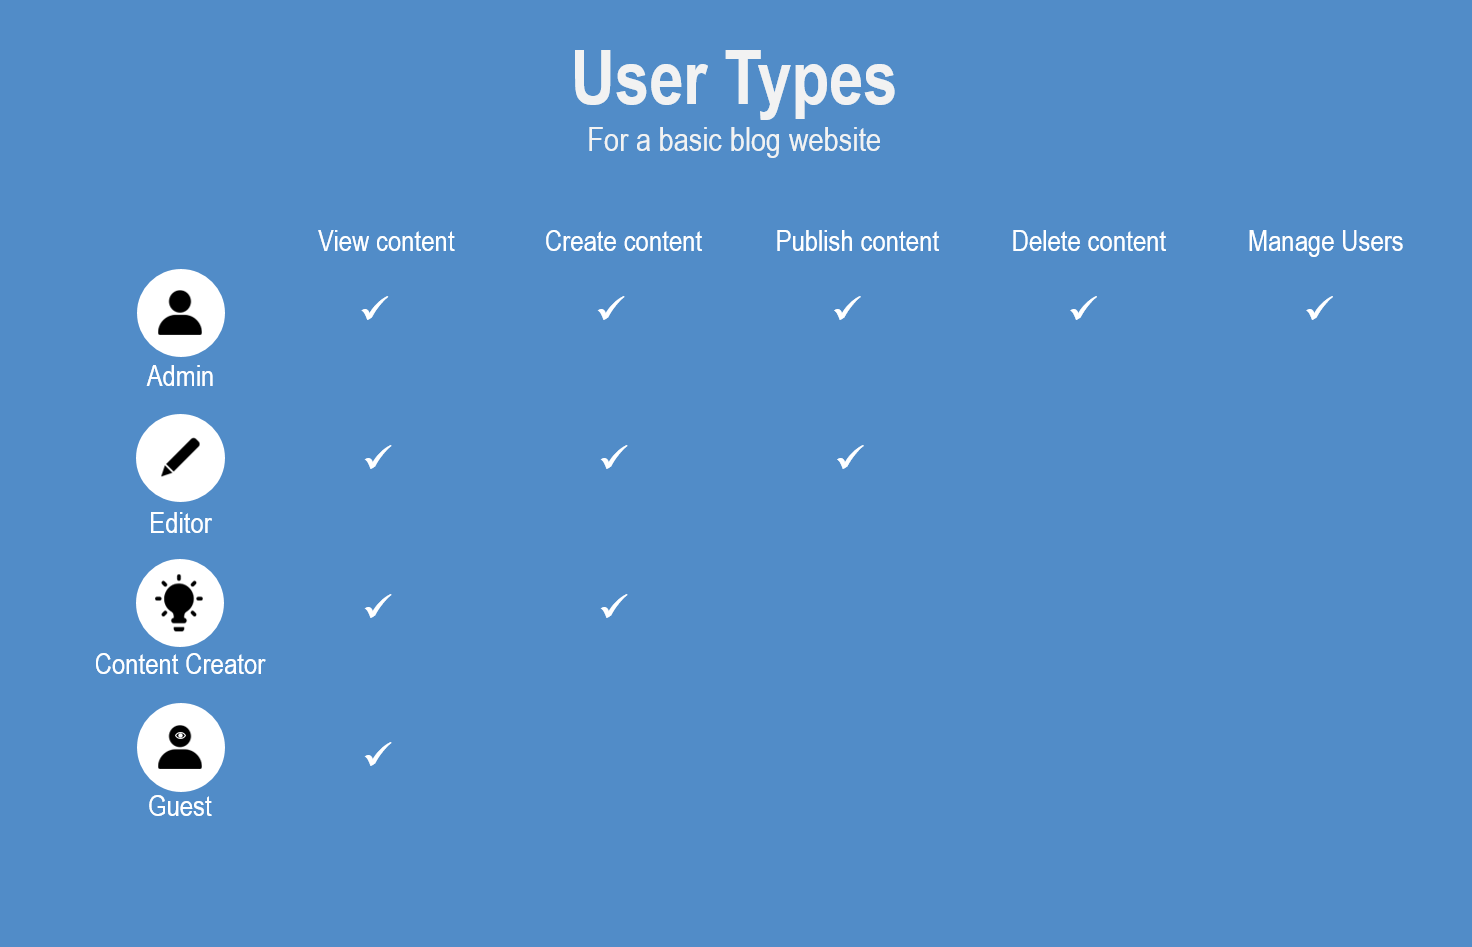 User Types
For a basic blog website
View content Create content Publish content Delete content Manage Users
Admin
Editor
Content Creator
Guest